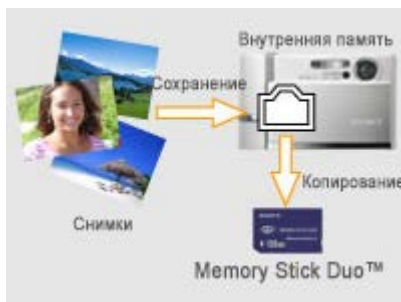 Внутренняя память
Сохранение
Копирование
Снимки
Memory Stick Duo™